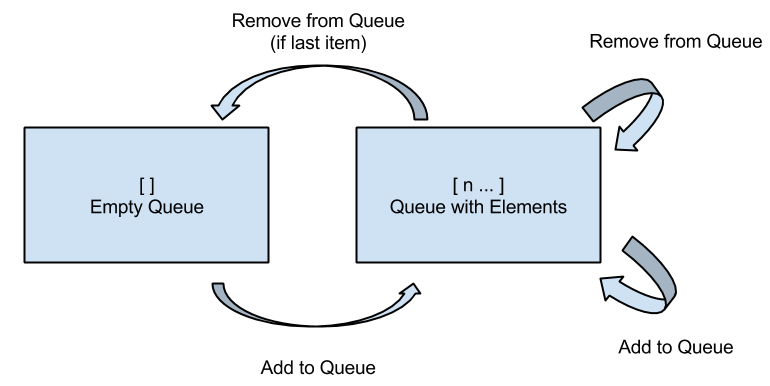 Remove from Queue
(if last item)
Remove from Queue
[ ]
Empty Queue
[ n ... ]
Queue with Elements
Add to Queue
Add to Queue